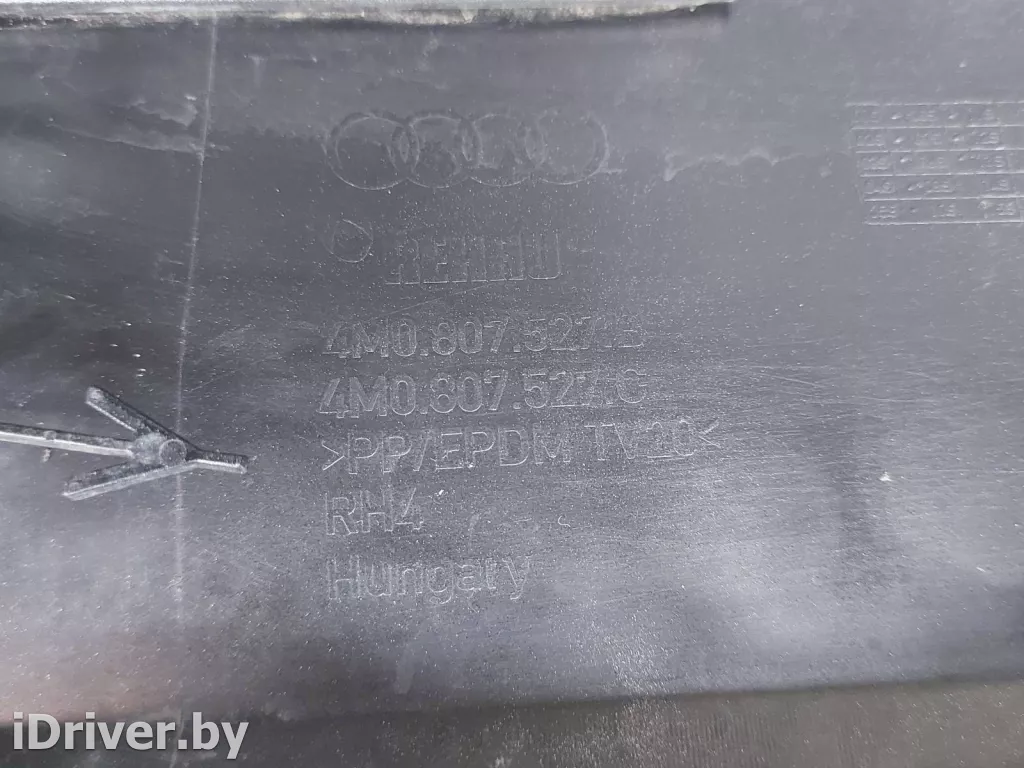 REHAU
4M0.807.527.B
4M0.807.527.G
>PP/EPDM TV20<
RH4
Hungary
iDriver.by